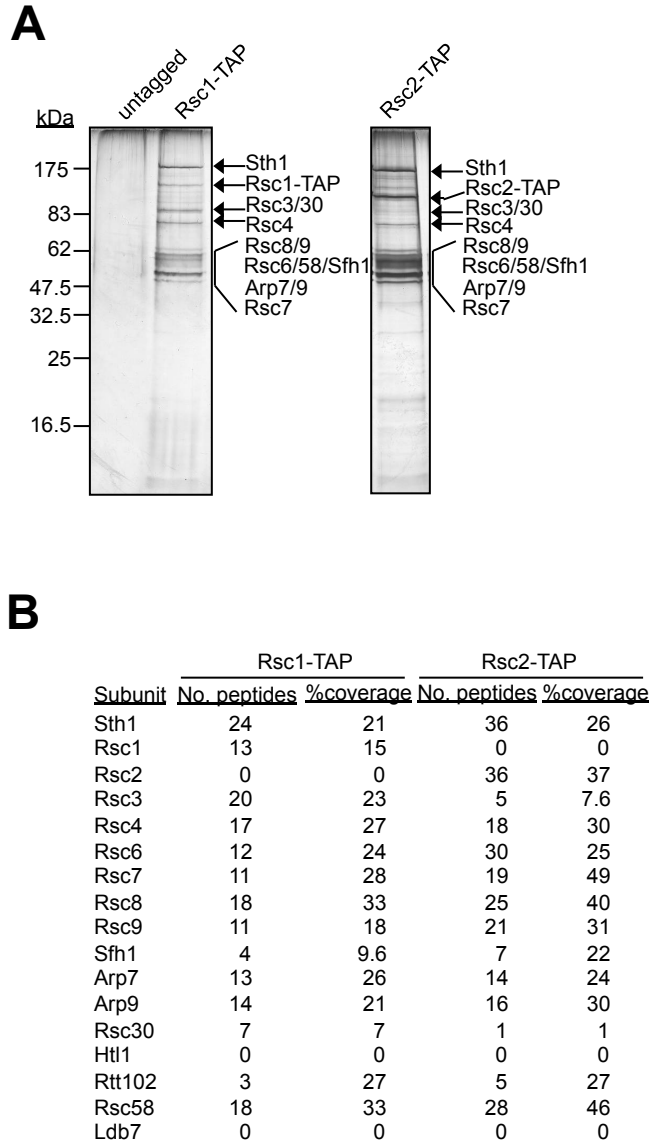 A
untagged
Rsc1-TAP
Rsc2-TAP
kDa
175
83
62
47.5
32.5
25
16.5
Sth1
Rsc1-TAP
Rsc3/30
Rsc4
Rsc8/9
Rsc6/58/Sfh1
Arp7/9
Rsc7
Sth1
Rsc2-TAP
Rsc3/30
Rsc4
Rsc8/9
Rsc6/58/Sfh1
Arp7/9
Rsc7
B
Rsc1-TAP Rsc2-TAP
Subunit No. peptides %coverage No. peptides %coverage
Sth1 24 21 36 26
Rsc1 13 15 0 0
Rsc2 0 0 36 37
Rsc3 20 23 5 7.6
Rsc4 17 27 18 30
Rsc6 12 24 30 25
Rsc7 11 28 19 49
Rsc8 18 33 25 40
Rsc9 11 18 21 31
Sfh1 4 9.6 7 22
Arp7 13 26 14 24
Arp9 14 21 16 30
Rsc30 7 7 1 1
Htl1 0 0 0 0
Rtt102 3 27 5 27
Rsc58 18 33 28 46
Ldb7 0 0 0 0